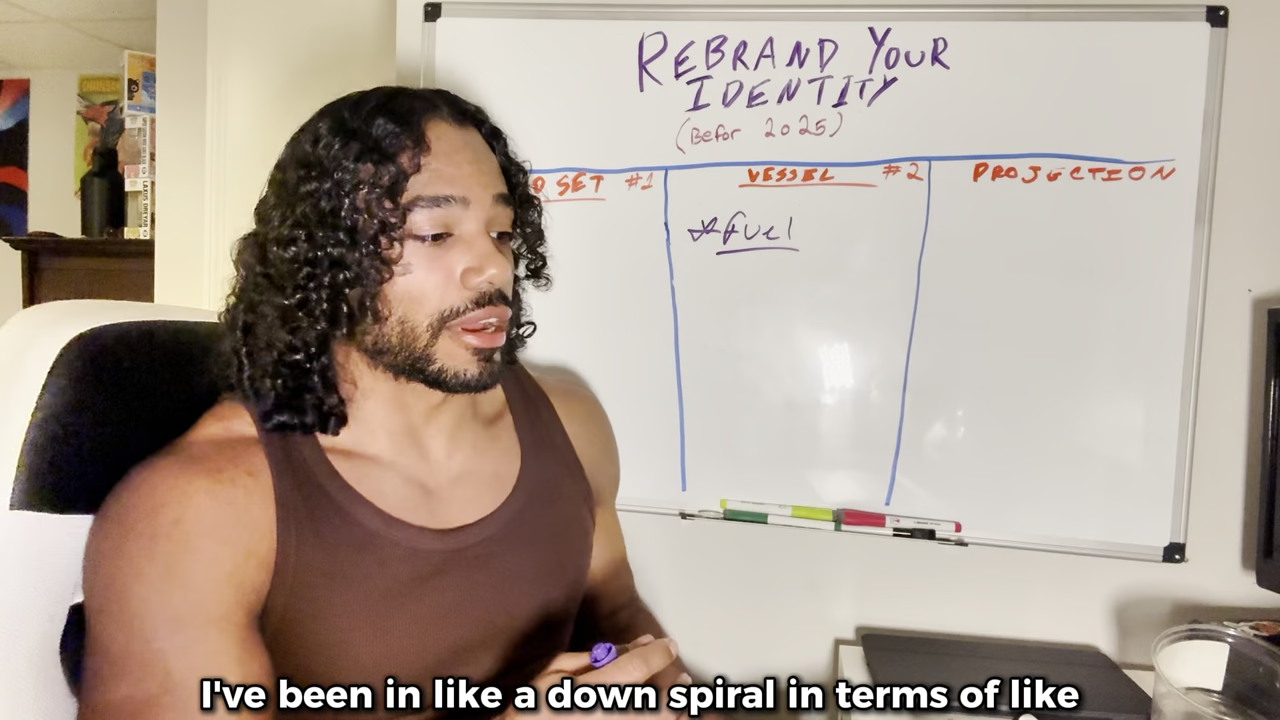 REBRAND YOUR
IDENTITY
(Befor 2025)
D SET #1
VESSEL #2
PROJECTION
*Fuel
I've been in like a down spiral in terms of like